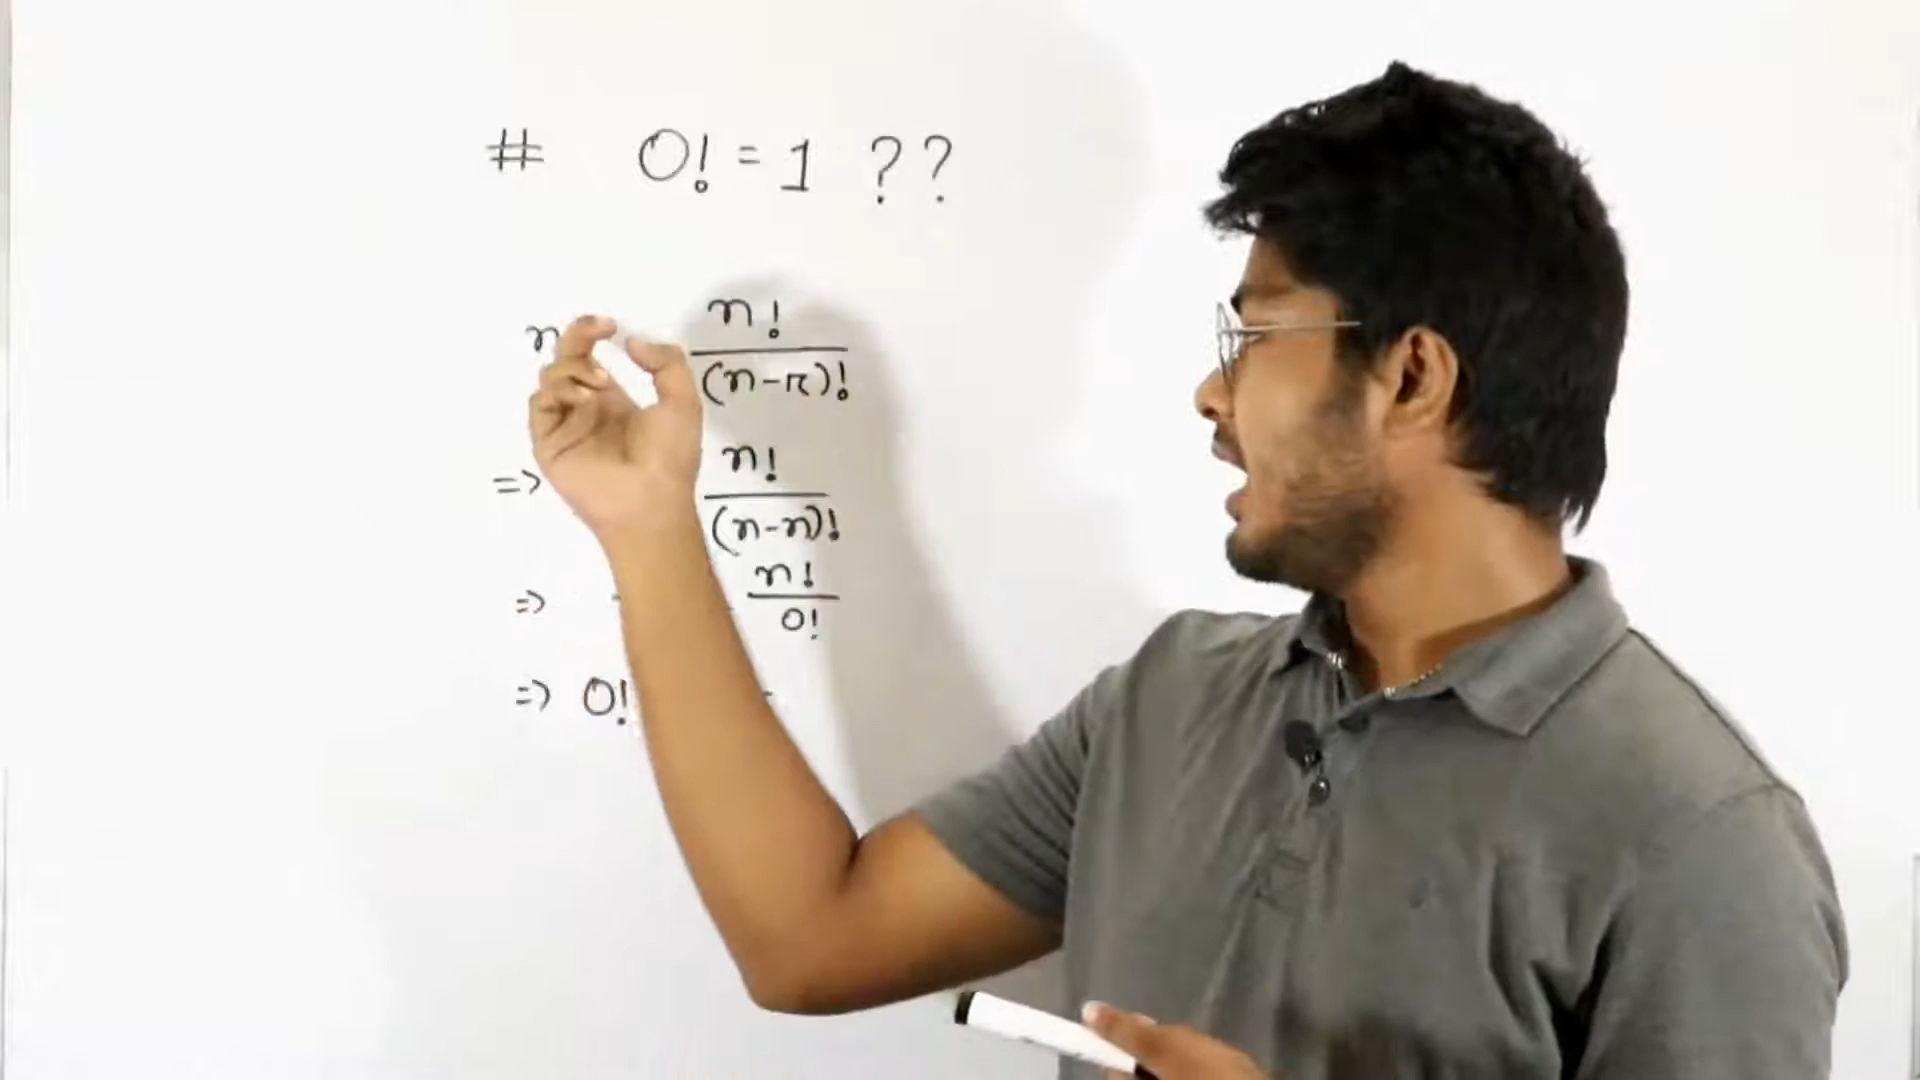 # 0! = 1 ??
n n!
(n-r)!
=> n!
(n-n)!
=> n!
0!
=> 0!